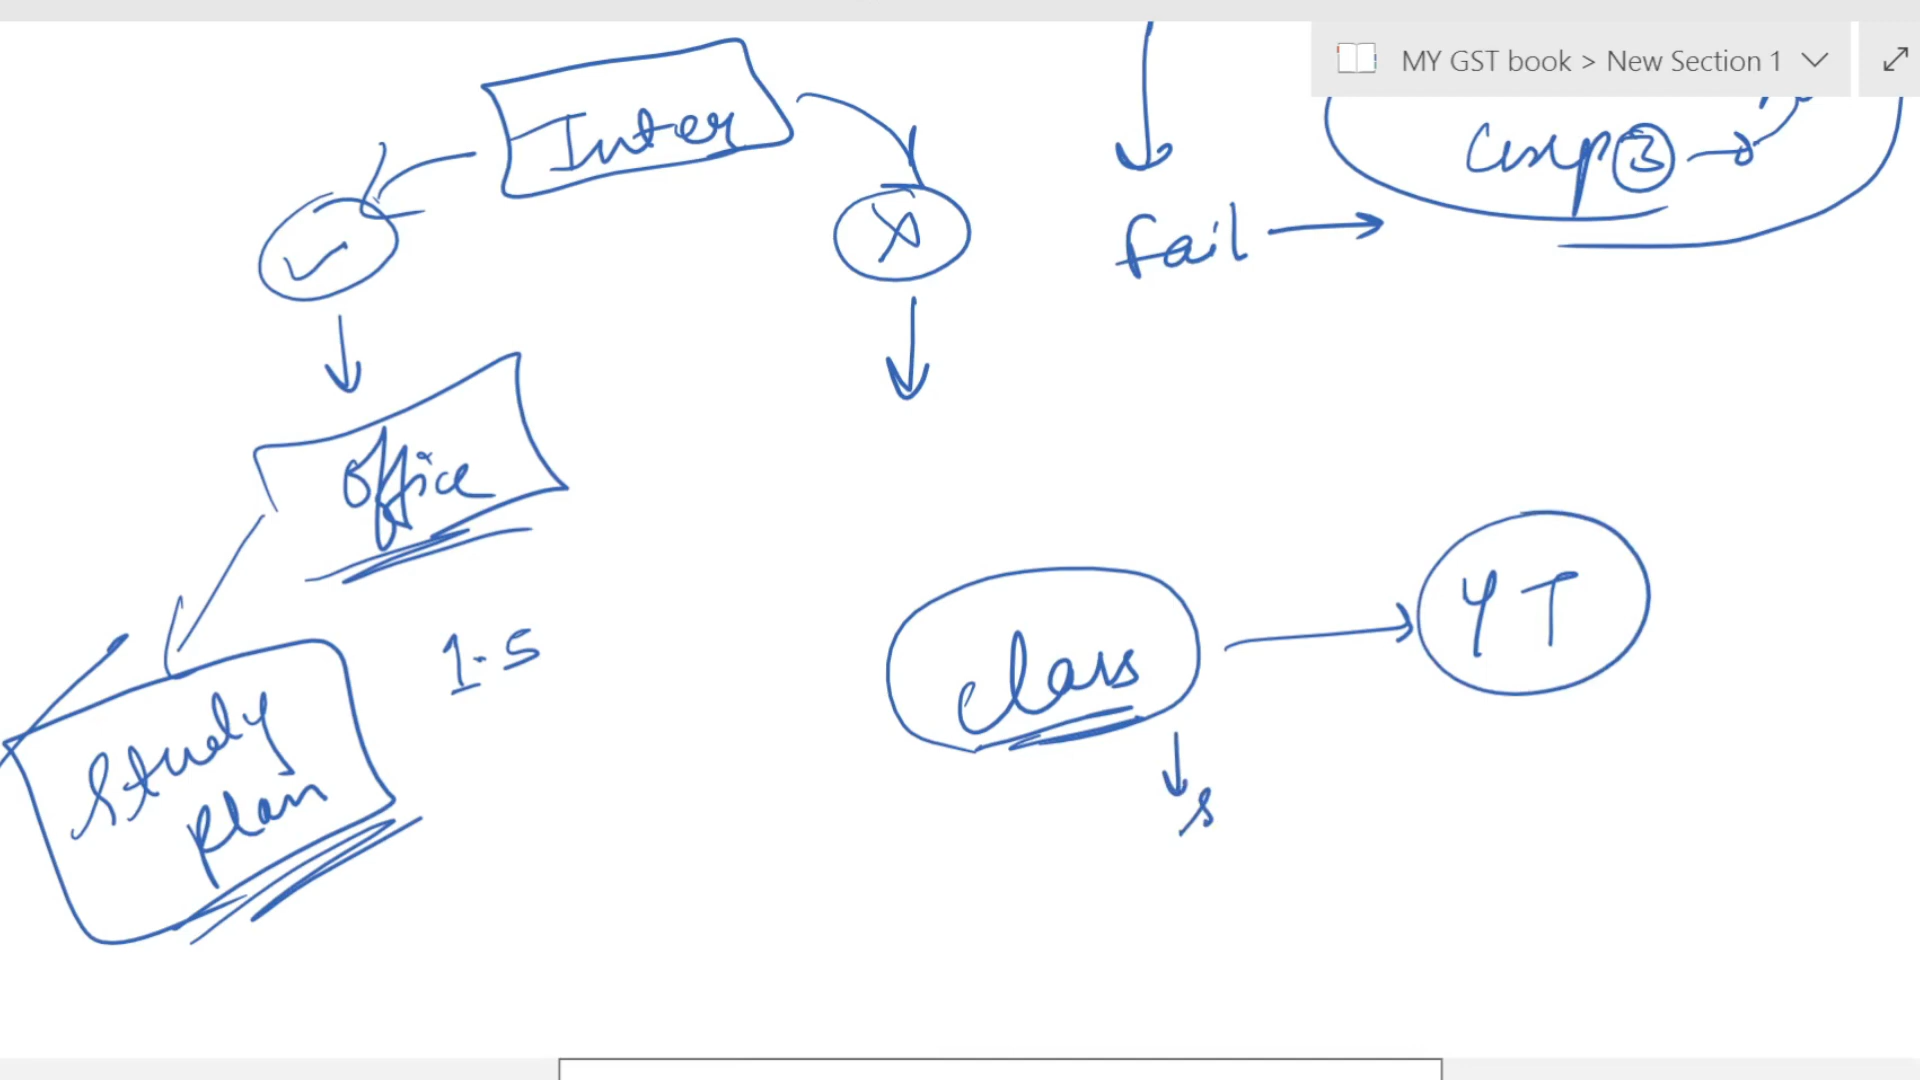 MY GST book > New Section 1
Inter
fail
office
1-5
Study
plan
class
YT
s